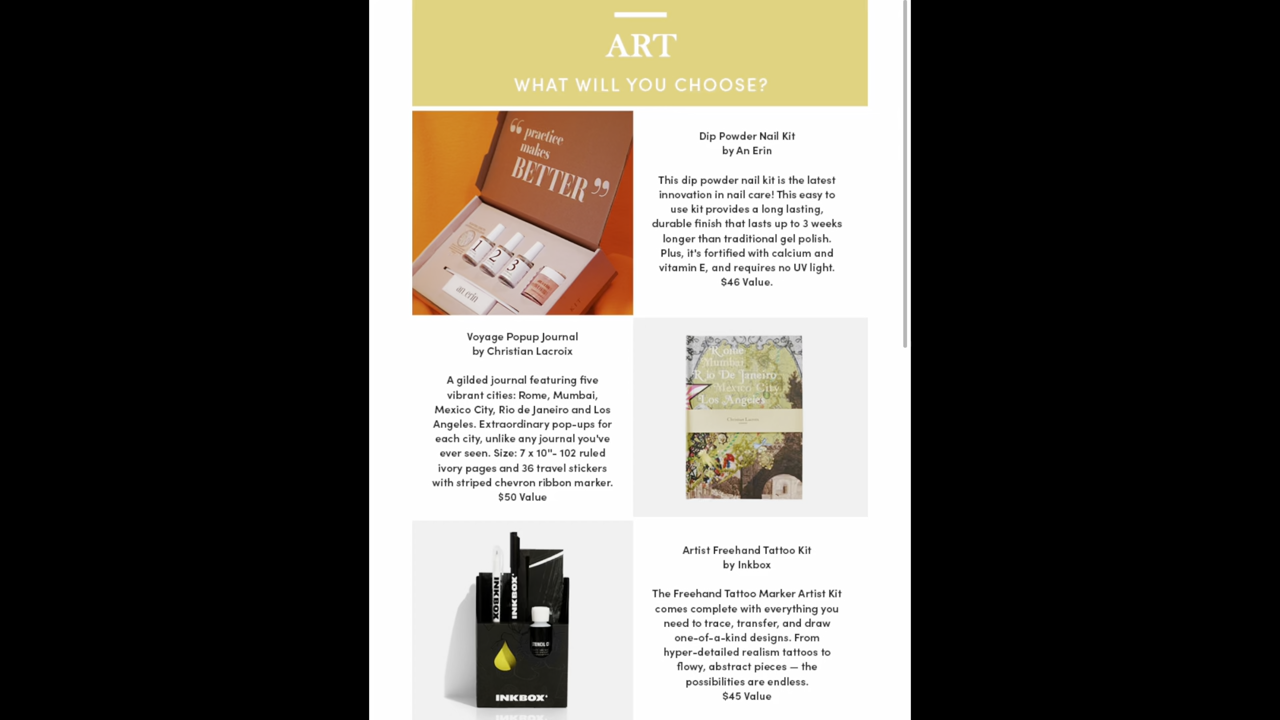 ART
WHAT WILL YOU CHOOSE?
“ practice
makes
BETTER ”
1 2 3
an erin
Dip Powder Nail Kit
by An Erin
This dip powder nail kit is the latest
innovation in nail care! This easy to
use kit provides a long lasting,
durable finish that lasts up to 3 weeks
longer than traditional gel polish.
Plus, it's fortified with calcium and
vitamin E, and requires no UV light.
$46 Value.
Voyage Popup Journal
by Christian Lacroix
A gilded journal featuring five
vibrant cities: Rome, Mumbai,
Mexico City, Rio de Janeiro and Los
Angeles. Extraordinary pop-ups for
each city, unlike any journal you've
ever seen. Size: 7 x 10"- 102 ruled
ivory pages and 36 travel stickers
with striped chevron ribbon marker.
$50 Value
Rome
Mumbai
Rio De Janeiro
Mexico City
Los Angeles
Christian Lacroix
INKBOX
INKBOX
INKBOX
Artist Freehand Tattoo Kit
by Inkbox
The Freehand Tattoo Marker Artist Kit
comes complete with everything you
need to trace, transfer, and draw
one-of-a-kind designs. From
hyper-detailed realism tattoos to
flowy, abstract pieces — the
possibilities are endless.
$45 Value